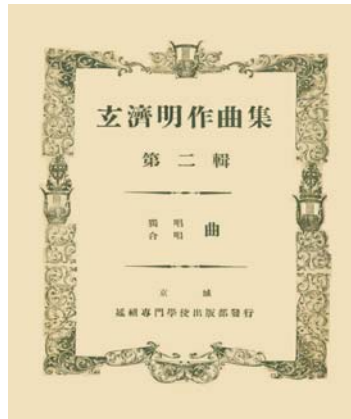 玄濟明作曲集
第二輯
獨唱
合唱 曲
京城
延禧專門學校出版部發行